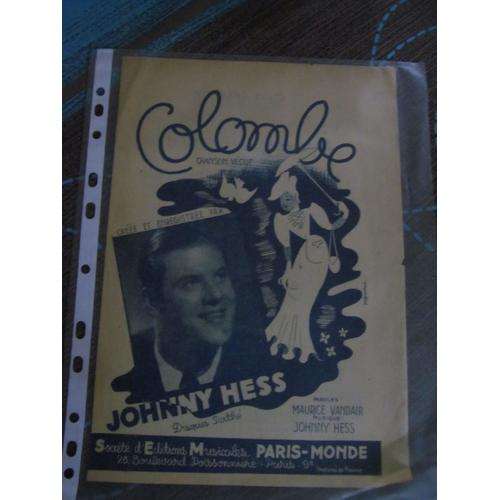 Colombe
CHANSON VÉCUE
CRÉÉE ET ENREGISTRÉE PAR
JOHNNY HESS
Disques Pathé
PAROLES
MAURICE VANDAIR
MUSIQUE
JOHNNY HESS
Société d'Editions Musicales PARIS-MONDE
28, Boulevard Poissonnière - Paris - 9e